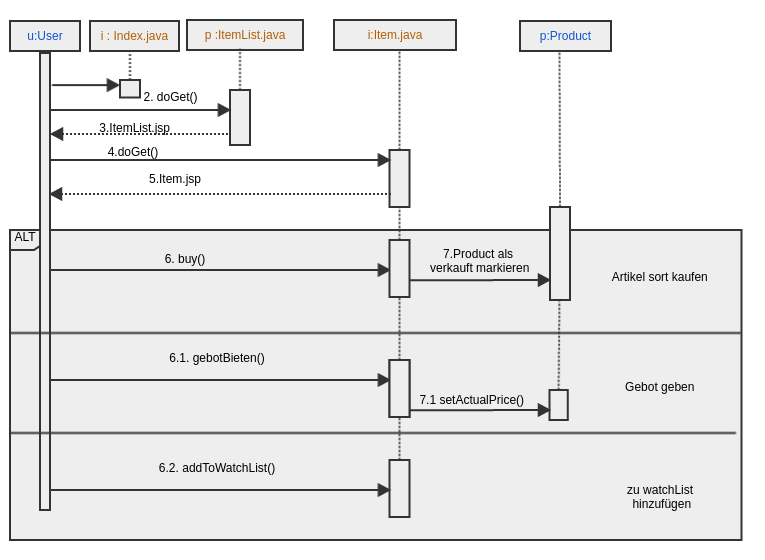 u:User
i : Index.java
p :ItemList.java
i:Item.java
p:Product
2. doGet()
3.ItemList.jsp
4.doGet()
5.Item.jsp
ALT
6. buy()
7.Product als
verkauft markieren
Artikel sort kaufen
6.1. gebotBieten()
Gebot geben
7.1 setActualPrice()
6.2. addToWatchList()
zu watchList
hinzufügen